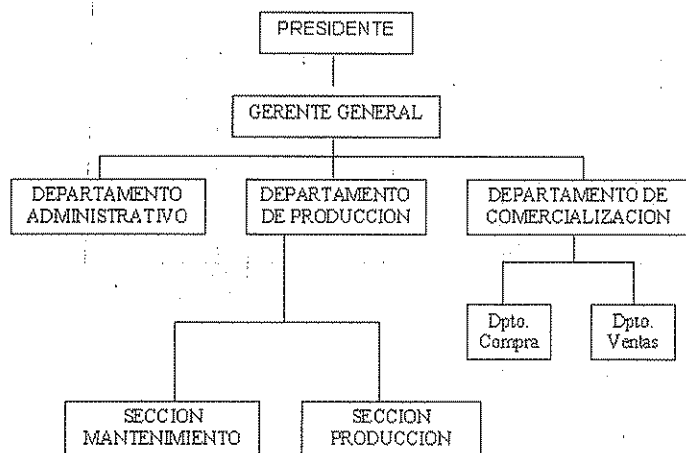 PRESIDENTE
GERENTE GENERAL
DEPARTAMENTO
ADMINISTRATIVO
DEPARTAMENTO
DE PRODUCCION
DEPARTAMENTO DE
COMERCIALIZACION
Dpto.
Compra
Dpto.
Ventas
SECCION
MANTENIMIENTO
SECCION
PRODUCCION